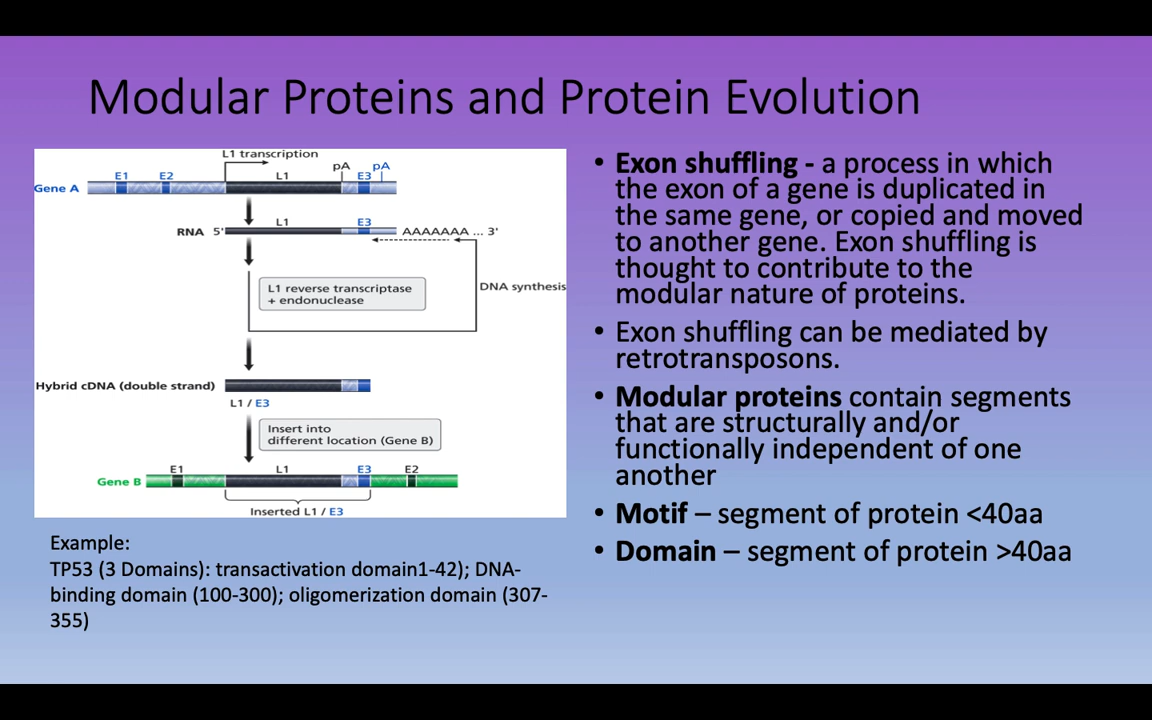 Modular Proteins and Protein Evolution
L1 transcription
pA pA
E1 E2 L1 E3
Gene A
L1 E3
RNA 5' AAAAAAA ... 3'
L1 reverse transcriptase
+ endonuclease
DNA synthesis
Hybrid cDNA (double strand)
L1 / E3
Insert into
different location (Gene B)
E1 L1 E3 E2
Gene B
Inserted L1 / E3
Example:
TP53 (3 Domains): transactivation domain1-42); DNA-
binding domain (100-300); oligomerization domain (307-
355)
• Exon shuffling - a process in which
the exon of a gene is duplicated in
the same gene, or copied and moved
to another gene. Exon shuffling is
thought to contribute to the
modular nature of proteins.
• Exon shuffling can be mediated by
retrotransposons.
• Modular proteins contain segments
that are structurally and/or
functionally independent of one
another
• Motif – segment of protein <40aa
• Domain – segment of protein >40aa